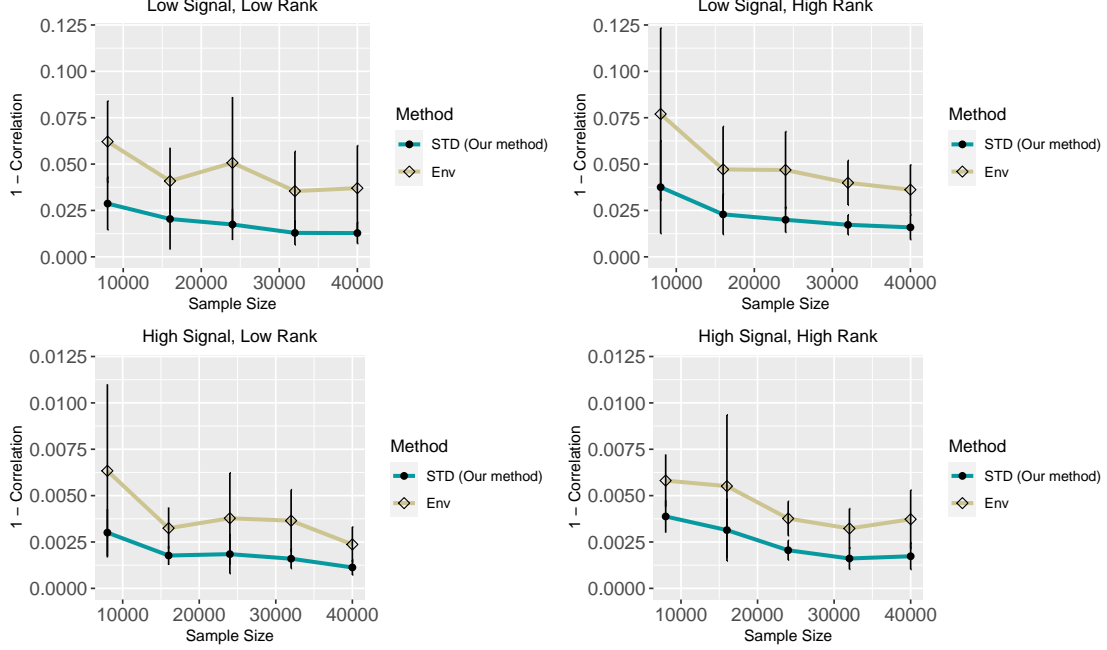 Low Signal, Low Rank
0.125
0.100
0.075
0.050
0.025
0.000
1 − Correlation
10000 20000 30000 40000
Sample Size
Method
STD (Our method)
Env
Low Signal, High Rank
0.125
0.100
0.075
0.050
0.025
0.000
1 − Correlation
10000 20000 30000 40000
Sample Size
Method
STD (Our method)
Env
High Signal, Low Rank
0.0125
0.0100
0.0075
0.0050
0.0025
0.0000
1 − Correlation
10000 20000 30000 40000
Sample Size
Method
STD (Our method)
Env
High Signal, High Rank
0.0125
0.0100
0.0075
0.0050
0.0025
0.0000
1 − Correlation
10000 20000 30000 40000
Sample Size
Method
STD (Our method)
Env